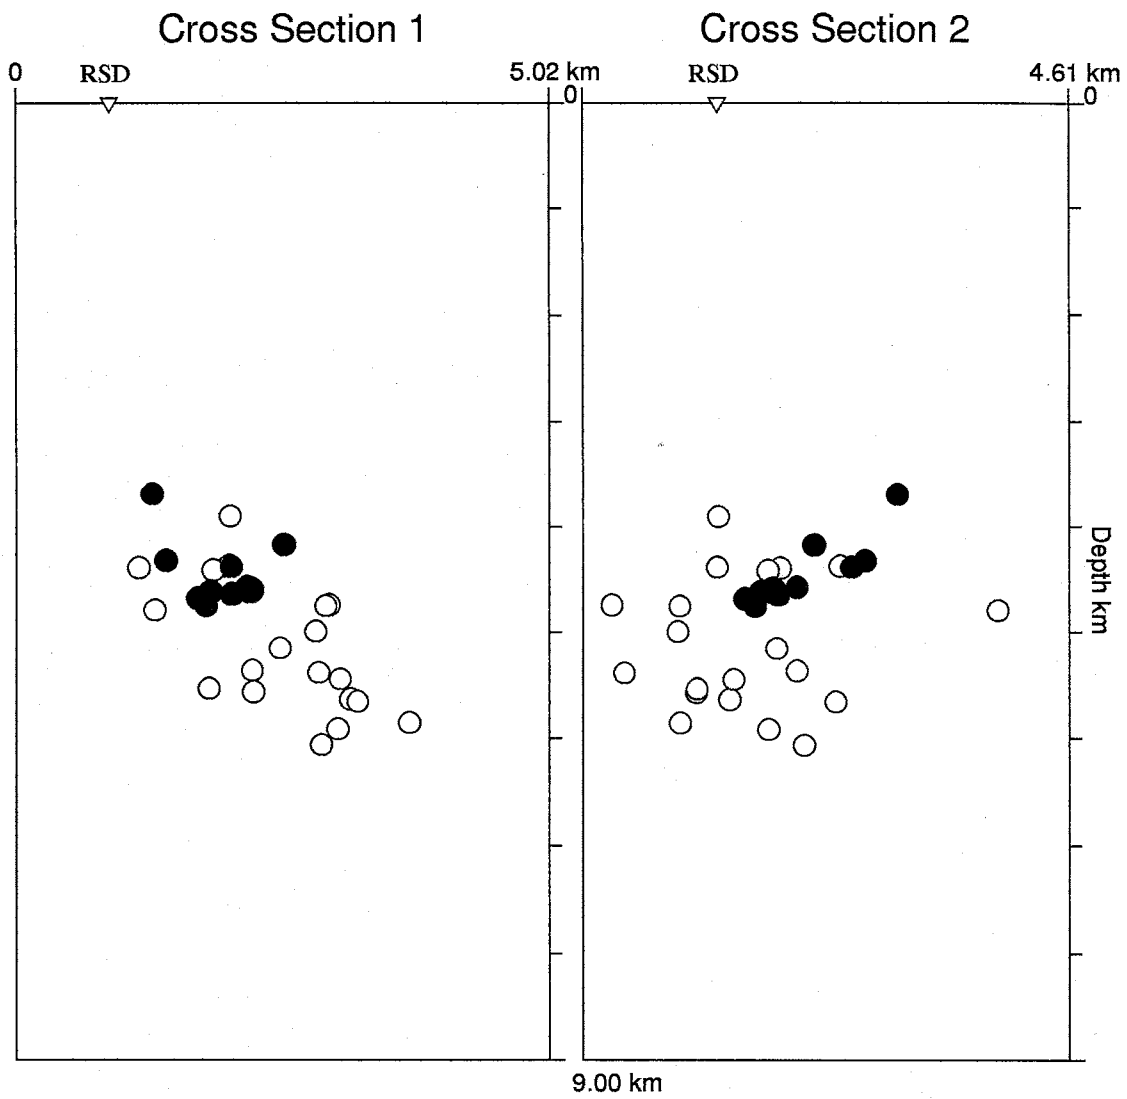 Cross Section 1
Cross Section 2
0
RSD
5.02 km
RSD
4.61 km
0
0
Depth km
9.00 km